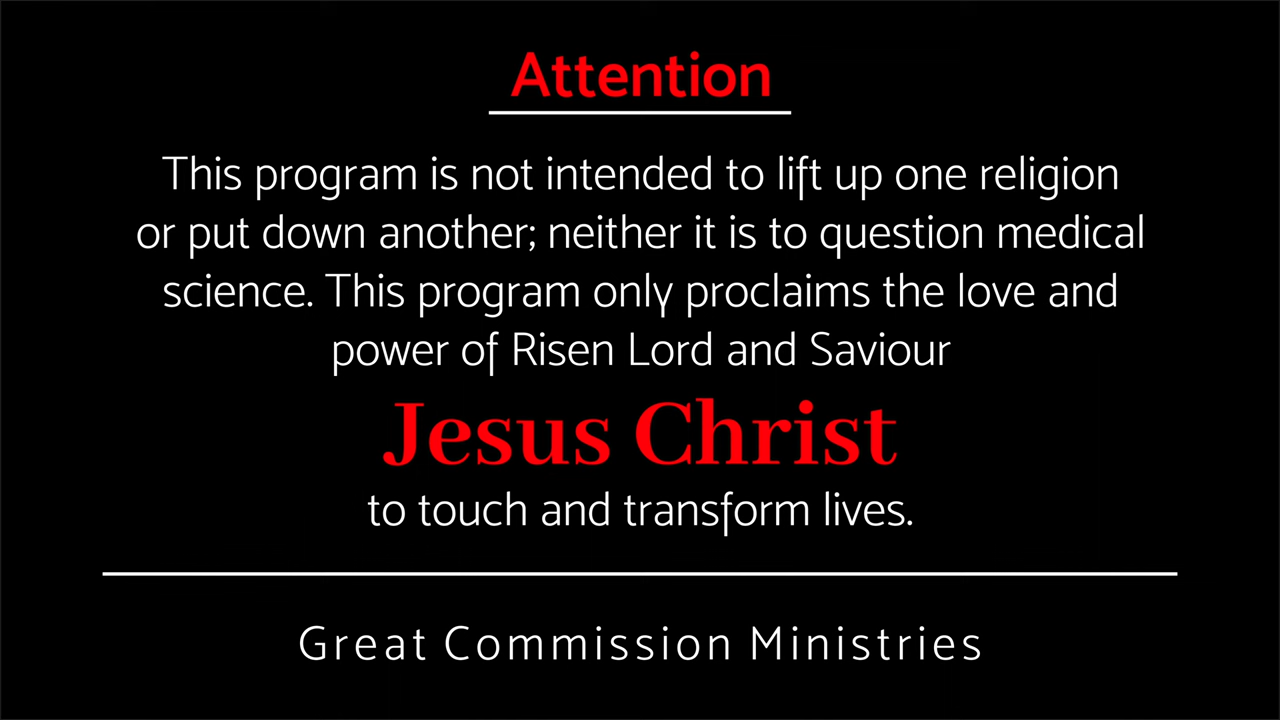 Attention
This program is not intended to lift up one religion
or put down another; neither it is to question medical
science. This program only proclaims the love and
power of Risen Lord and Saviour
Jesus Christ
to touch and transform lives.
Great Commission Ministries